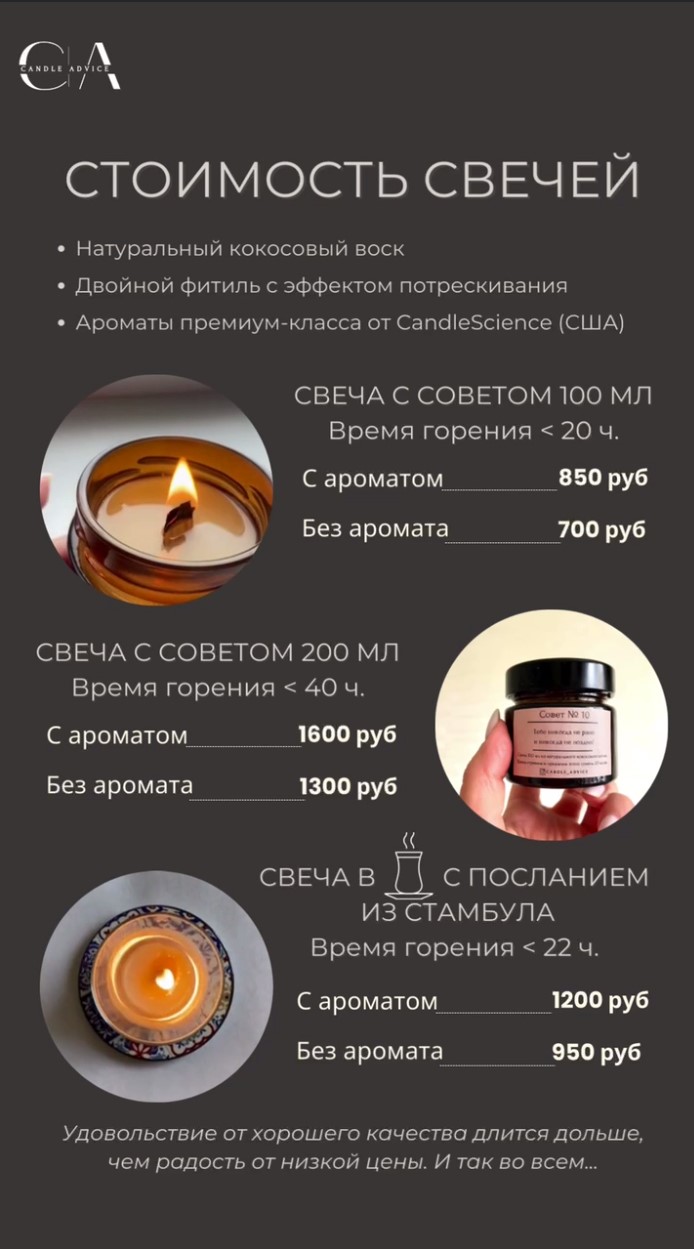 CANDLE ADVICE
СТОИМОСТЬ СВЕЧЕЙ
• Натуральный кокосовый воск
• Двойной фитиль с эффектом потрескивания
• Ароматы премиум-класса от CandleScience (США)
СВЕЧА С СОВЕТОМ 100 МЛ
Время горения < 20 ч.
С ароматом 850 руб
Без аромата 700 руб
СВЕЧА С СОВЕТОМ 200 МЛ
Время горения < 40 ч.
С ароматом 1600 руб
Без аромата 1300 руб
Совет № 10
CANDLE_ADVICE
СВЕЧА В С ПОСЛАНИЕМ
ИЗ СТАМБУЛА
Время горения < 22 ч.
С ароматом 1200 руб
Без аромата 950 руб
Удовольствие от хорошего качества длится дольше,
чем радость от низкой цены. И так во всем...